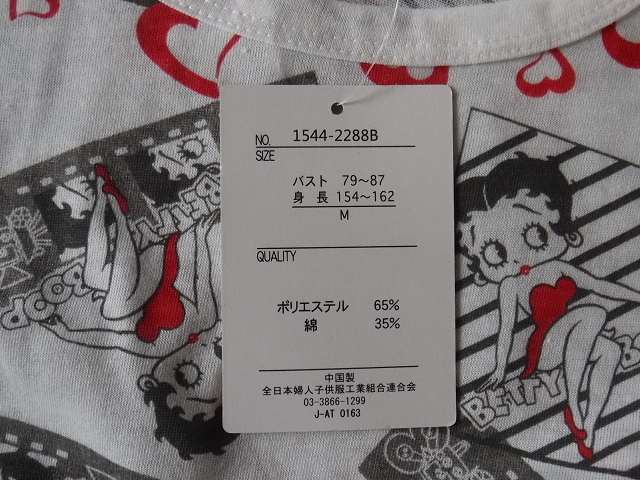 NO. 1544-2288B
SIZE
バスト 79～87
身長 154～162
M
QUALITY
ポリエステル 65%
綿 35%
中国製
全日本婦人子供服工業組合連合会
03-3866-1299
J-AT 0163
BETTY
BOOP